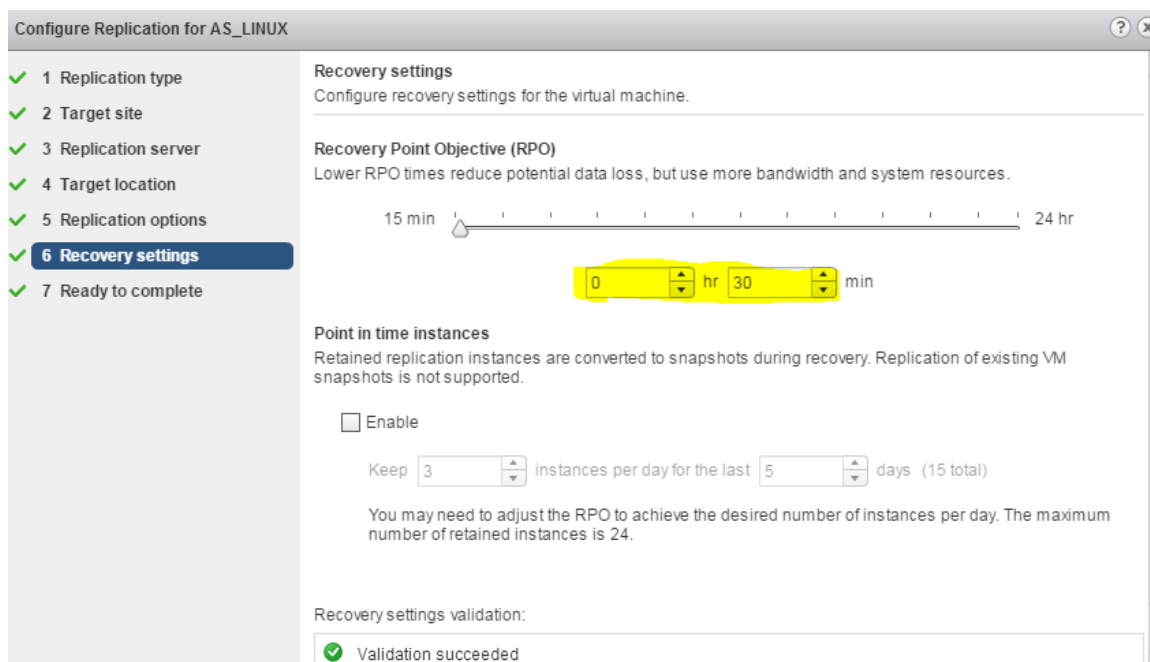 Configure Replication for AS_LINUX
?
1 Replication type
2 Target site
3 Replication server
4 Target location
5 Replication options
6 Recovery settings
7 Ready to complete
Recovery settings
Configure recovery settings for the virtual machine.
Recovery Point Objective (RPO)
Lower RPO times reduce potential data loss, but use more bandwidth and system resources.
15 min 24 hr
0 hr 30 min
Point in time instances
Retained replication instances are converted to snapshots during recovery. Replication of existing VM
snapshots is not supported.
Enable
Keep 3 instances per day for the last 5 days (15 total)
You may need to adjust the RPO to achieve the desired number of instances per day. The maximum
number of retained instances is 24.
Recovery settings validation:
Validation succeeded